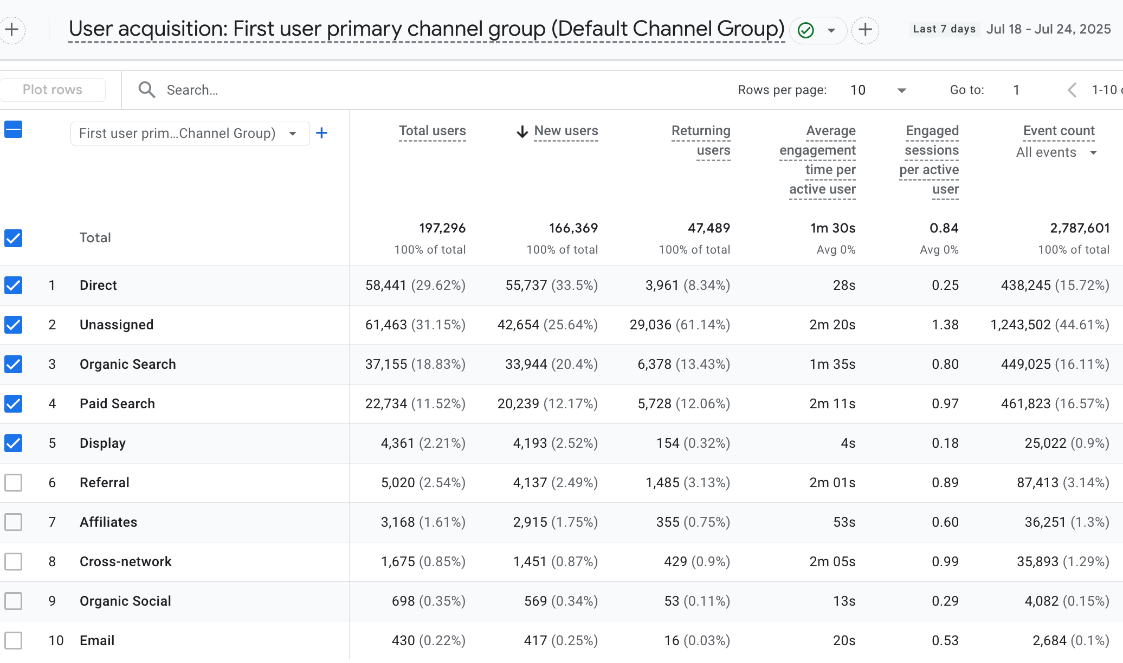 User acquisition: First user primary channel group (Default Channel Group)
Last 7 days Jul 18 - Jul 24, 2025
Plot rows
Search...
Rows per page: 10
Go to: 1
1-10
First user prim...Channel Group)
Total users
New users
Returning users
Average engagement time per active user
Engaged sessions per active user
Event count
All events
Total 197,296 166,369 47,489 1m 30s 0.84 2,787,601
100% of total 100% of total 100% of total Avg 0% Avg 0% 100% of total
1 Direct 58,441 (29.62%) 55,737 (33.5%) 3,961 (8.34%) 28s 0.25 438,245 (15.72%)
2 Unassigned 61,463 (31.15%) 42,654 (25.64%) 29,036 (61.14%) 2m 20s 1.38 1,243,502 (44.61%)
3 Organic Search 37,155 (18.83%) 33,944 (20.4%) 6,378 (13.43%) 1m 35s 0.80 449,025 (16.11%)
4 Paid Search 22,734 (11.52%) 20,239 (12.17%) 5,728 (12.06%) 2m 11s 0.97 461,823 (16.57%)
5 Display 4,361 (2.21%) 4,193 (2.52%) 154 (0.32%) 4s 0.18 25,022 (0.9%)
6 Referral 5,020 (2.54%) 4,137 (2.49%) 1,485 (3.13%) 2m 01s 0.89 87,413 (3.14%)
7 Affiliates 3,168 (1.61%) 2,915 (1.75%) 355 (0.75%) 53s 0.60 36,251 (1.3%)
8 Cross-network 1,675 (0.85%) 1,451 (0.87%) 429 (0.9%) 2m 05s 0.99 35,893 (1.29%)
9 Organic Social 698 (0.35%) 569 (0.34%) 53 (0.11%) 13s 0.29 4,082 (0.15%)
10 Email 430 (0.22%) 417 (0.25%) 16 (0.03%) 20s 0.53 2,684 (0.1%)